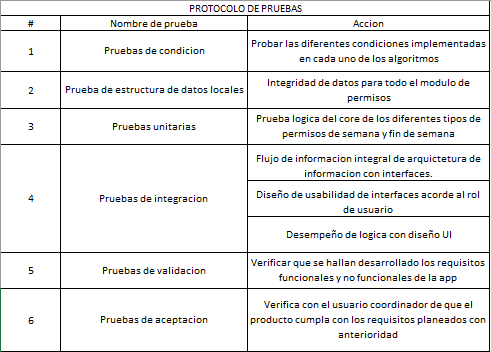 PROTOCOLO DE PRUEBAS
# Nombre de prueba Accion
1 Pruebas de condicion Probar las diferentes condiciones implementadas
en cada uno de los algoritmos
2 Prueba de estructura de datos locales Integridad de datos para todo el modulo de
permisos
3 Pruebas unitarias Prueba logica del core de los diferentes tipos de
permisos de semana y fin de semana
4 Pruebas de integracion Flujo de informacion integral de arquictetura de
informacion con interfaces.
Diseño de usabilidad de interfaces acorde al rol
de usuario
Desempeño de logica con diseño UI
5 Pruebas de validacion Verificar que se hallan desarrollado los requisitos
funcionales y no funcionales de la app
6 Pruebas de aceptacion Verifica con el usuario coordinador de que el
producto cumpla con los requisitos planeados con
anterioridad